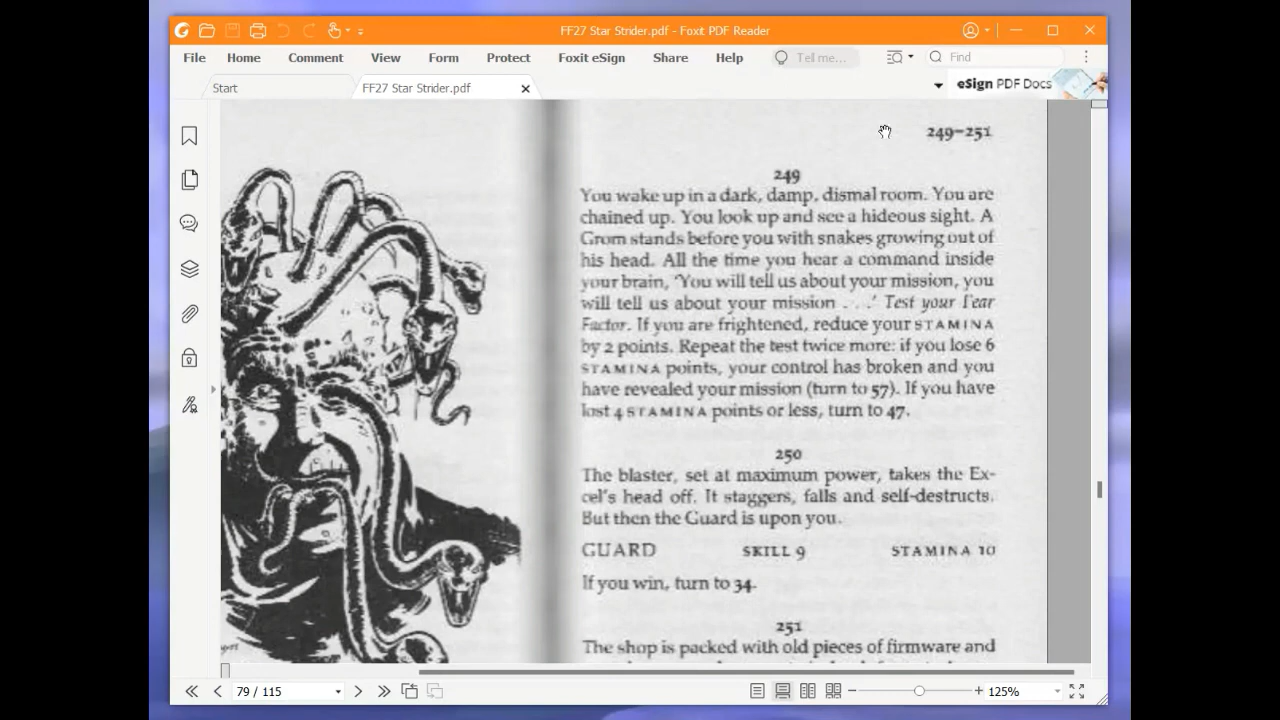 FF27 Star Strider.pdf - Foxit PDF Reader
File Home Comment View Form Protect Foxit eSign Share Help Tell me... Find
Start FF27 Star Strider.pdf eSign PDF Docs
249–251
249
You wake up in a dark, damp, dismal room. You are
chained up. You look up and see a hideous sight. A
Grom stands before you with snakes growing out of
his head. All the time you hear a command inside
your brain, 'You will tell us about your mission, you
will tell us about your mission . . .' Test your Fear
Factor. If you are frightened, reduce your STAMINA
by 2 points. Repeat the test twice more: if you lose 6
STAMINA points, your control has broken and you
have revealed your mission (turn to 57). If you have
lost 4 STAMINA points or less, turn to 47.
250
The blaster, set at maximum power, takes the Ex-
cel's head off. It staggers, falls and self-destructs.
But then the Guard is upon you.
GUARD SKILL 9 STAMINA 10
If you win, turn to 34.
251
The shop is packed with old pieces of firmware and
79 / 115 125%